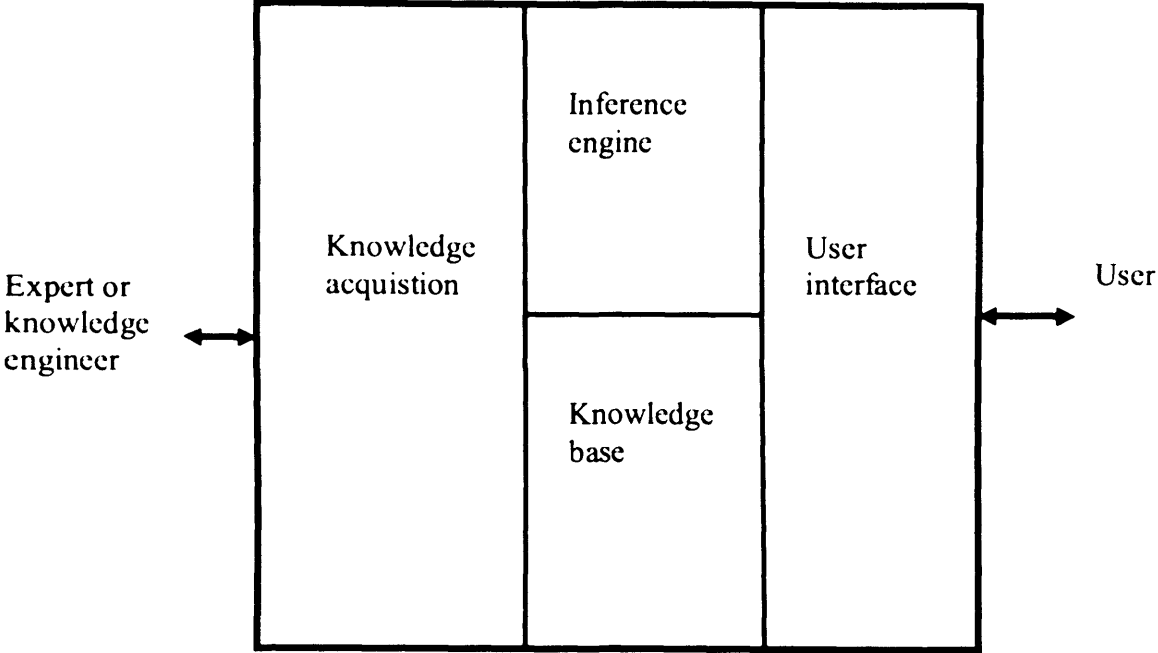 Expert or
knowledge
engineer
Knowledge
acquistion
Inference
engine
Knowledge
base
User
interface
User